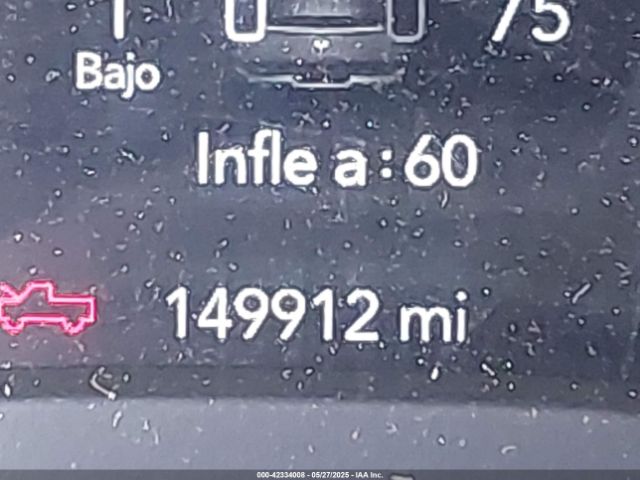 75
Bajo
Infle a : 60
149912 mi
000-42334008 - 05/27/2025 - IAA Inc.